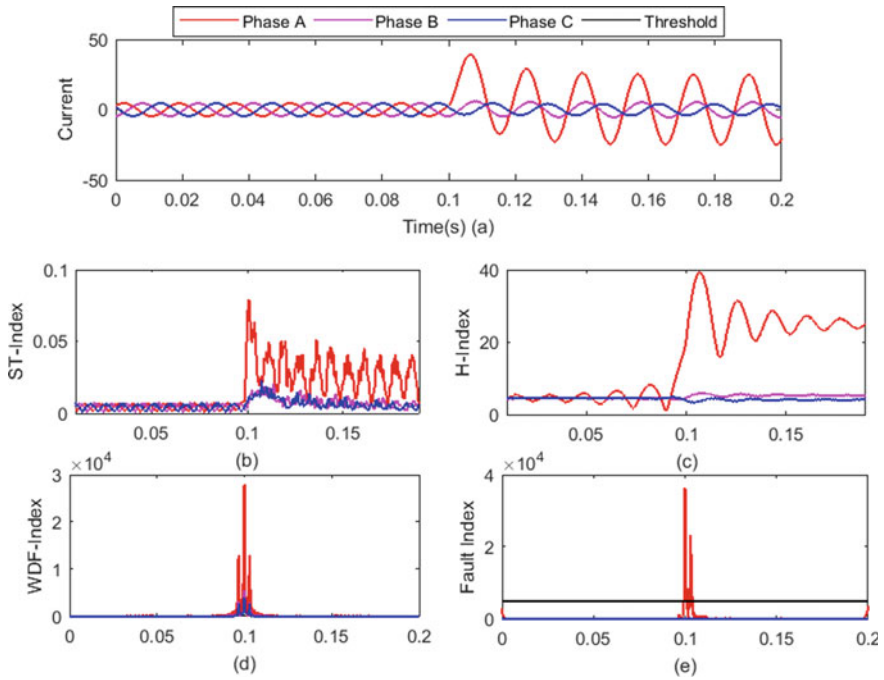 Phase A Phase B Phase C Threshold
50
0
-50
Current
0 0.02 0.04 0.06 0.08 0.1 0.12 0.14 0.16 0.18 0.2
Time(s) (a)
0.1
0.05
0
ST-Index
0.05 0.1 0.15
(b)
40
20
0
H-Index
0.05 0.1 0.15
(c)
×10⁴
3
2
1
0
WDF-Index
0 0.05 0.1 0.15 0.2
(d)
×10⁴
4
2
0
Fault Index
0 0.05 0.1 0.15 0.2
(e)